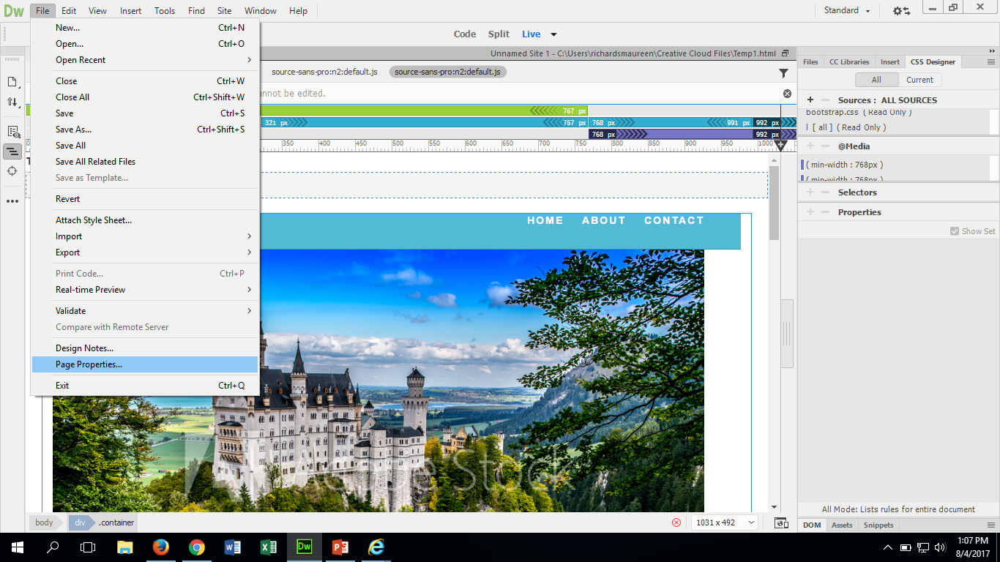 Dw File Edit View Insert Tools Find Site Window Help Standard
Code Split Live
New... Ctrl+N
Open... Ctrl+O
Open Recent
Close Ctrl+W
Close All Ctrl+Shift+W
Save Ctrl+S
Save As... Ctrl+Shift+S
Save All
Save All Related Files
Save as Template...
Revert
Attach Style Sheet...
Import
Export
Print Code... Ctrl+P
Real-time Preview
Validate
Compare with Remote Server
Design Notes...
Page Properties...
Exit Ctrl+Q
Unnamed Site 1 - C:\Users\richardsmaureen\Creative Cloud Files\Temp1.html
source-sans-pro:n2:default.js source-sans-pro:n2:default.js
annot be edited.
767 px
321 px 767 px 768 px 991 px 992 px
768 px 992 px
350 400 450 500 550 600 650 700 750 800 850 900 950 1000
HOME ABOUT CONTACT
Adobe Stock
Files CC Libraries Insert CSS Designer
All Current
Sources : ALL SOURCES
bootstrap.css ( Read Only )
[ all ] ( Read Only )
@Media
( min-width : 768px )
( min-width : 768px )
Selectors
Properties
Show Set
All Mode: Lists rules for entire document
DOM Assets Snippets
body div .container 1031 x 492
Dw
1:07 PM
8/4/2017